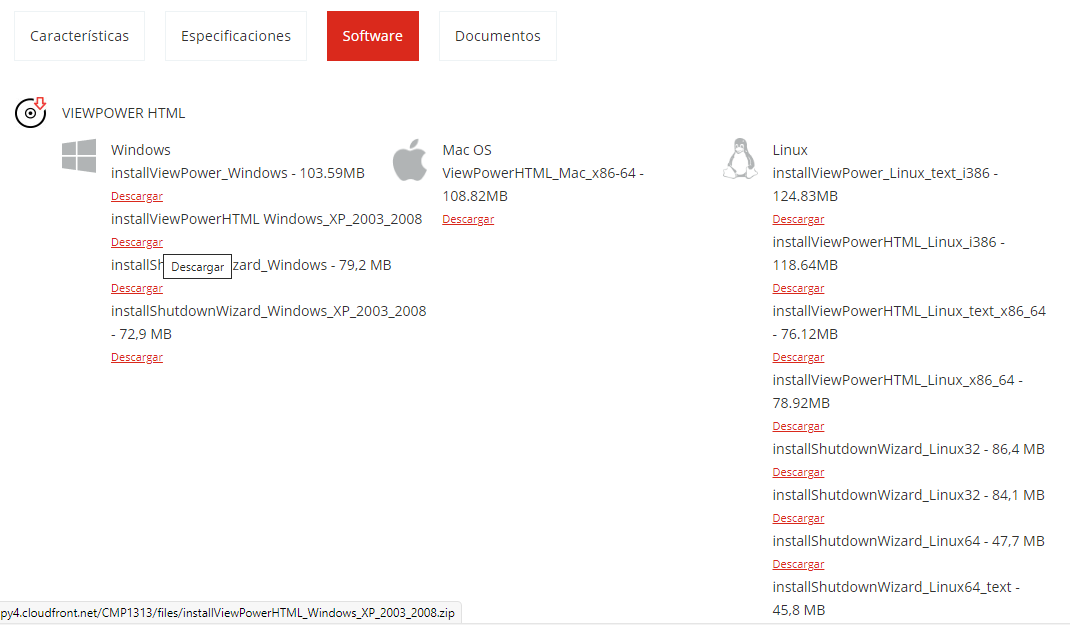 Características
Especificaciones
Software
Documentos
VIEWPOWER HTML
Windows
installViewPower_Windows - 103.59MB
Descargar
installViewPowerHTML Windows_XP_2003_2008
Descargar
installSh
Descargar
zard_Windows - 79,2 MB
Descargar
installShutdownWizard_Windows_XP_2003_2008
- 72,9 MB
Descargar
Mac OS
ViewPowerHTML_Mac_x86-64 -
108.82MB
Descargar
Linux
installViewPower_Linux_text_i386 -
124.83MB
Descargar
installViewPowerHTML_Linux_i386 -
118.64MB
Descargar
installViewPowerHTML_Linux_text_x86_64
- 76.12MB
Descargar
installViewPowerHTML_Linux_x86_64 -
78.92MB
Descargar
installShutdownWizard_Linux32 - 86,4 MB
Descargar
installShutdownWizard_Linux32 - 84,1 MB
Descargar
installShutdownWizard_Linux64 - 47,7 MB
Descargar
installShutdownWizard_Linux64_text -
45,8 MB
py4.cloudfront.net/CMP1313/files/installViewPowerHTML_Windows_XP_2003_2008.zip